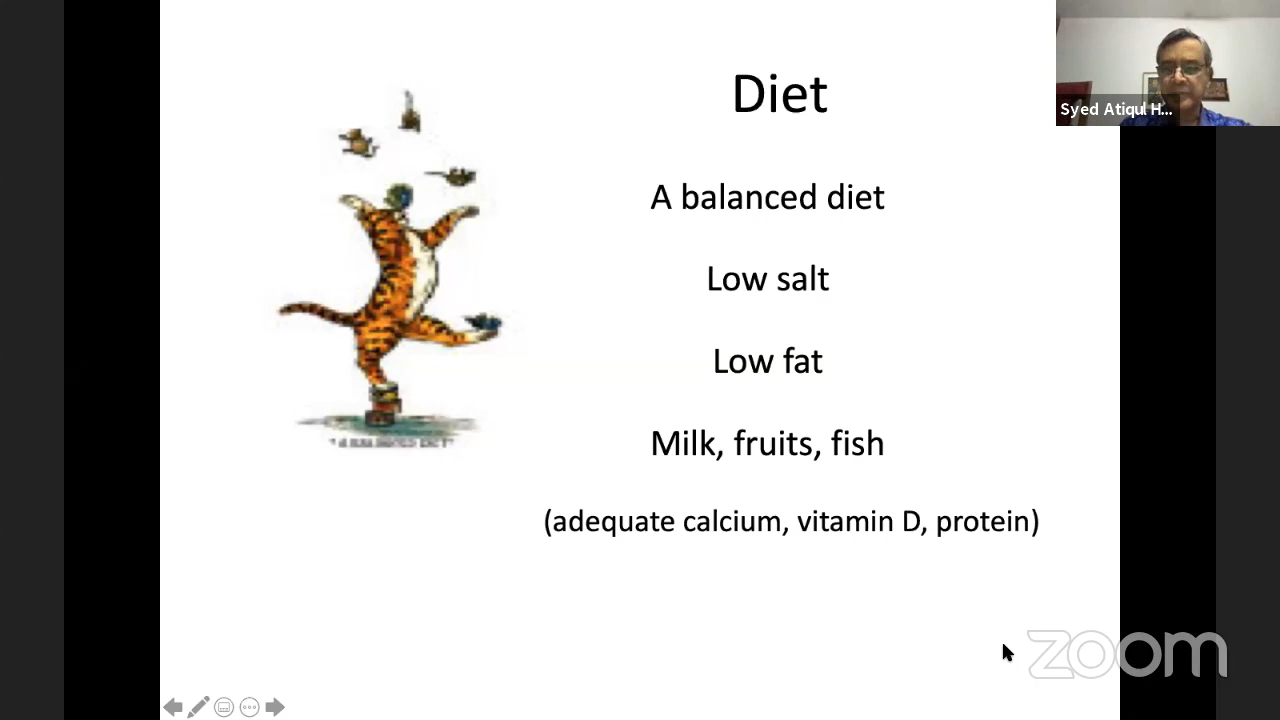 Diet
Syed Atiqul H...
A balanced diet
Low salt
Low fat
Milk, fruits, fish
(adequate calcium, vitamin D, protein)
zoom